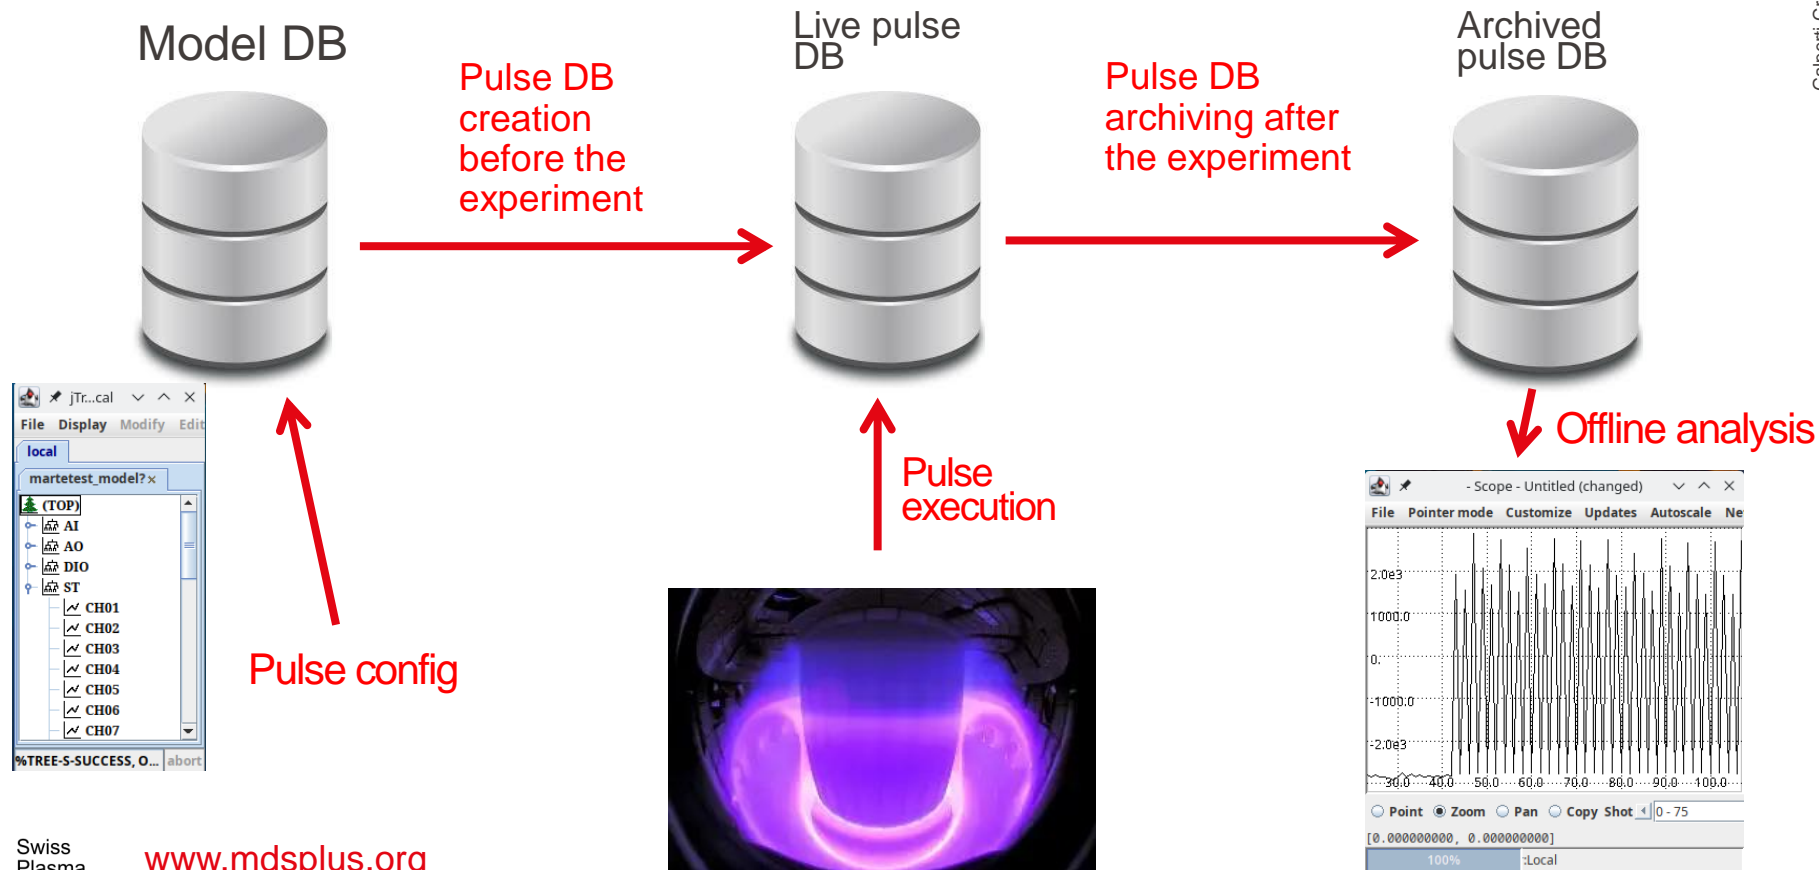 Model DB
Live pulse
DB
Archived
pulse DB
Pulse DB
creation
before the
experiment
Pulse DB
archiving after
the experiment
jTr...cal
File Display Modify Edit
local
martetest_model?
(TOP)
AI
AO
DIO
ST
CH01
CH02
CH03
CH04
CH05
CH06
CH07
%TREE-S-SUCCESS, O... abort
Pulse config
Pulse
execution
Offline analysis
- Scope - Untitled (changed)
File Pointer mode Customize Updates Autoscale Ne
2.0e3
1000.0
0.
-1000.0
-2.0e3
30.0 40.0 50.0 60.0 70.0 80.0 90.0 100.0
Point Zoom Pan Copy Shot 0 - 75
[0.000000000, 0.000000000]
100% :Local
Swiss
Plasma
www.mdsplus.org